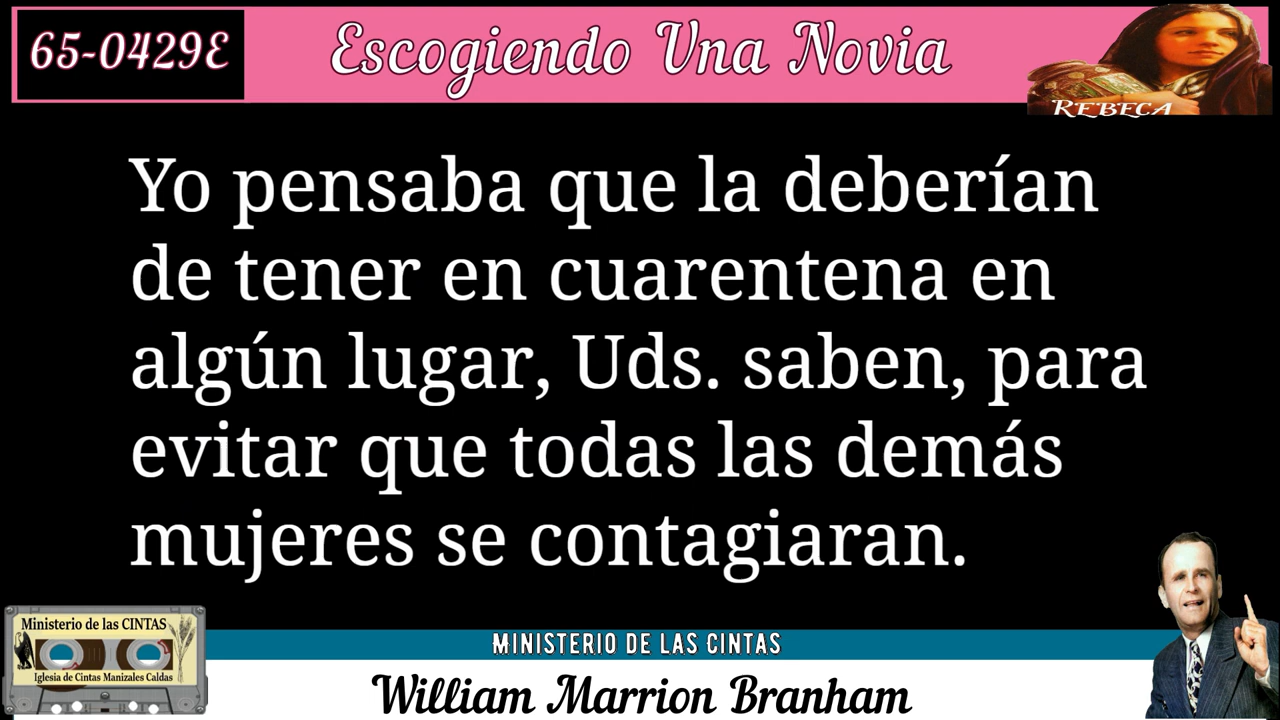 65-0429E
Escogiendo Una Novia
REBECA
Yo pensaba que la deberían
de tener en cuarentena en
algún lugar, Uds. saben, para
evitar que todas las demás
mujeres se contagiaran.
Ministerio de las CINTAS
Iglesia de Cintas Manizales Caldas
MINISTERIO DE LAS CINTAS
William Marrion Branham